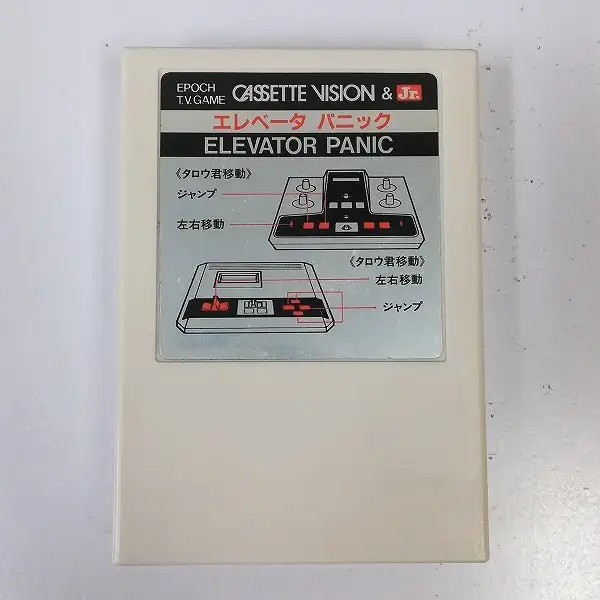 EPOCH
T.V.GAME
CASSETTE VISION & Jr.
エレベータ パニック
ELEVATOR PANIC
《タロウ君移動》
ジャンプ
左右移動
《タロウ君移動》
左右移動
ジャンプ